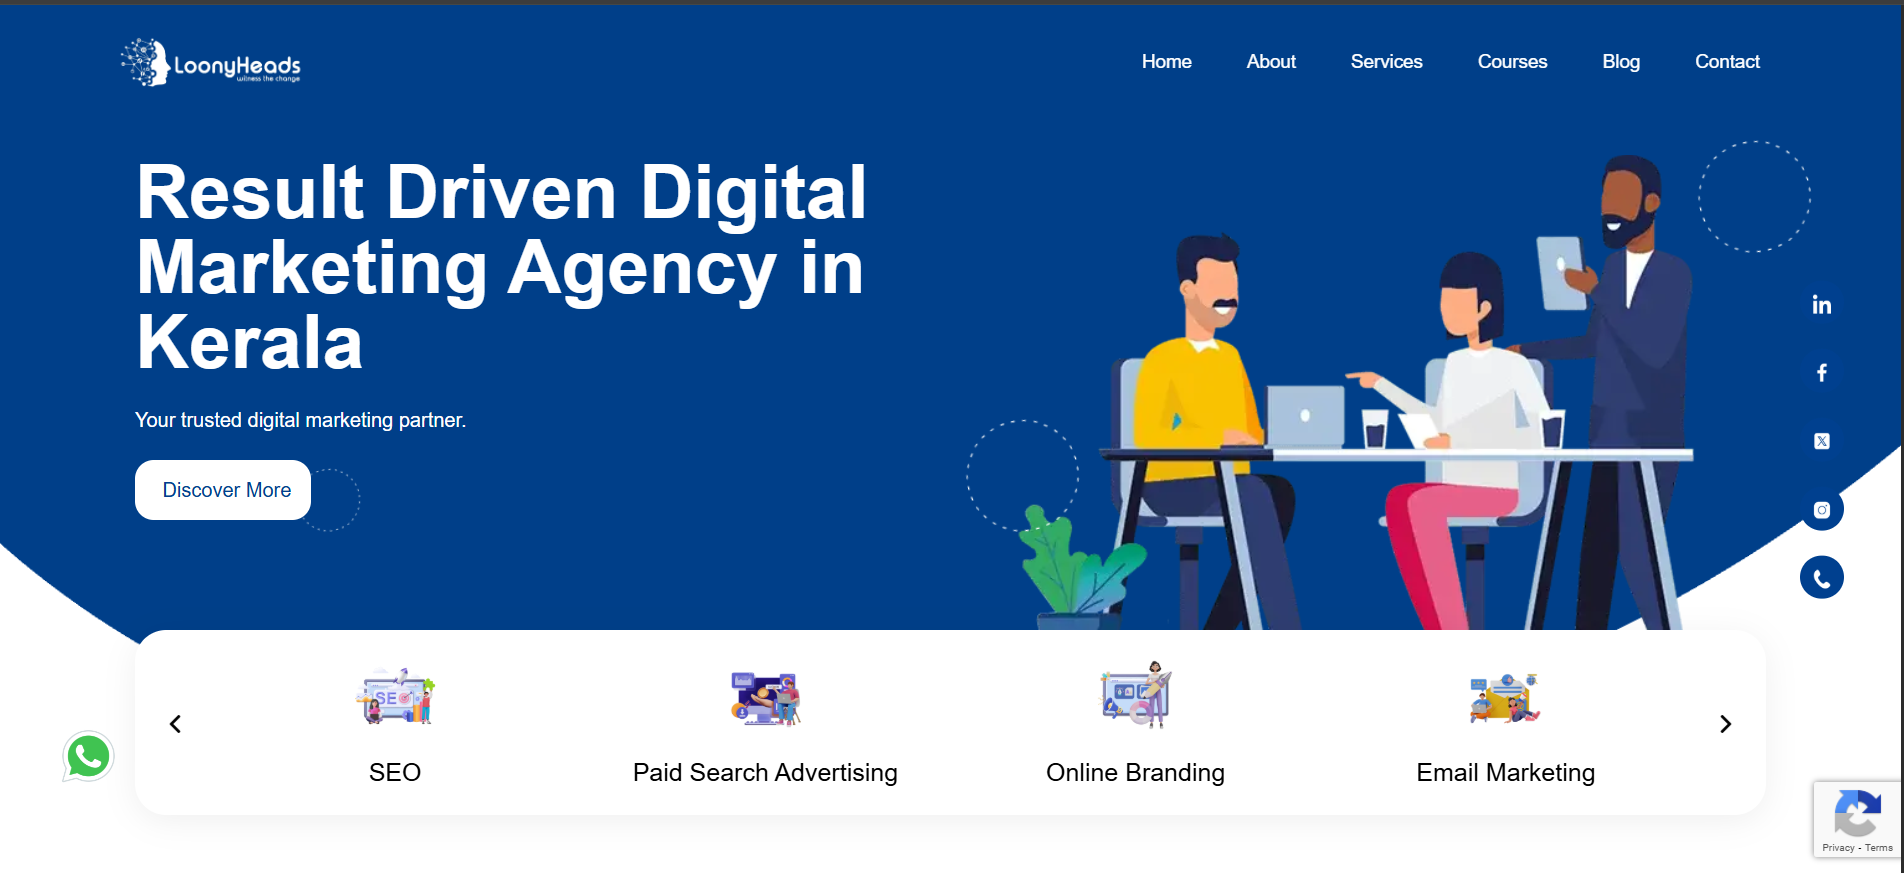 LoonyHeads
witness the change
Home About Services Courses Blog Contact
Result Driven Digital
Marketing Agency in
Kerala
Your trusted digital marketing partner.
Discover More
SEO
SEO
Paid Search Advertising
Online Branding
Email Marketing
Privacy - Terms